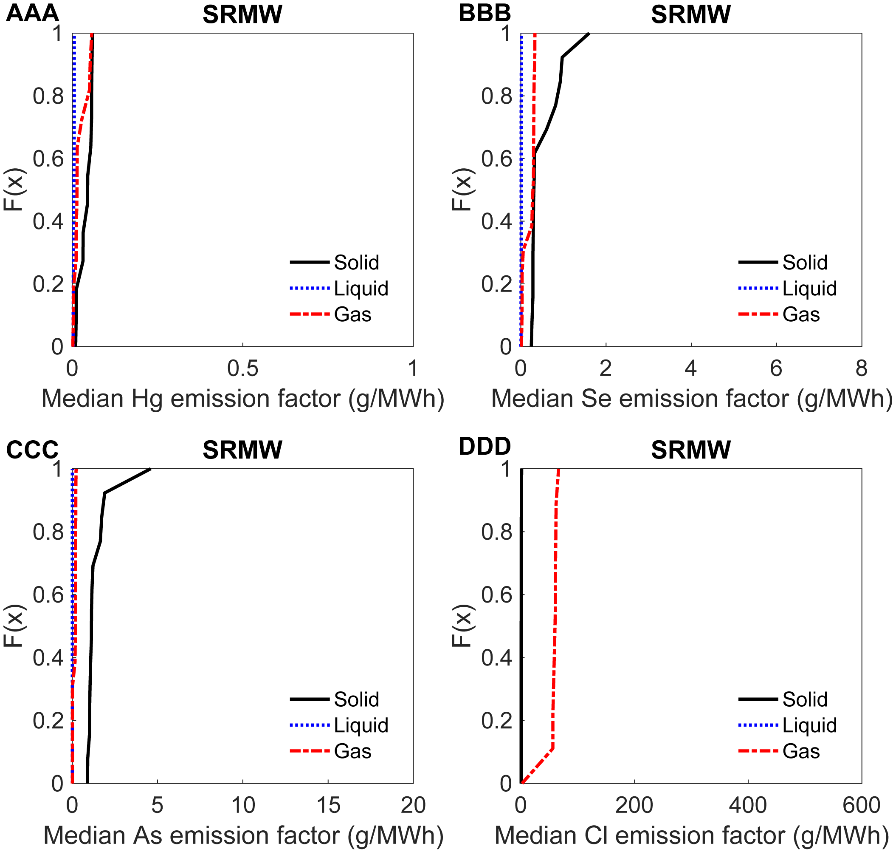 AAA
SRMW
1
0.8
0.6
0.4
0.2
0
F(x)
Solid
Liquid
Gas
0
0.5
1
Median Hg emission factor (g/MWh)
BBB
SRMW
1
0.8
0.6
0.4
0.2
0
F(x)
Solid
Liquid
Gas
0
2
4
6
8
Median Se emission factor (g/MWh)
CCC
SRMW
1
0.8
0.6
0.4
0.2
0
F(x)
Solid
Liquid
Gas
0
5
10
15
20
Median As emission factor (g/MWh)
DDD
SRMW
1
0.8
0.6
0.4
0.2
0
F(x)
Solid
Liquid
Gas
0
200
400
600
Median Cl emission factor (g/MWh)